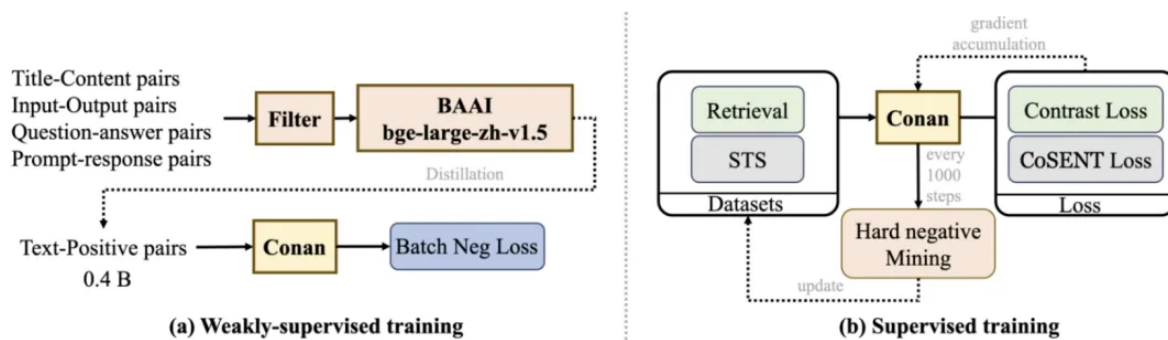 Title-Content pairs
Input-Output pairs
Question-answer pairs
Prompt-response pairs
Filter
BAAI
bge-large-zh-v1.5
Distillation
Text-Positive pairs
0.4 B
Conan
Batch Neg Loss
(a) Weakly-supervised training
gradient
accumulation
Retrieval
STS
Datasets
Conan
every
1000
steps
Contrast Loss
CoSENT Loss
Loss
Hard negative
Mining
update
(b) Supervised training